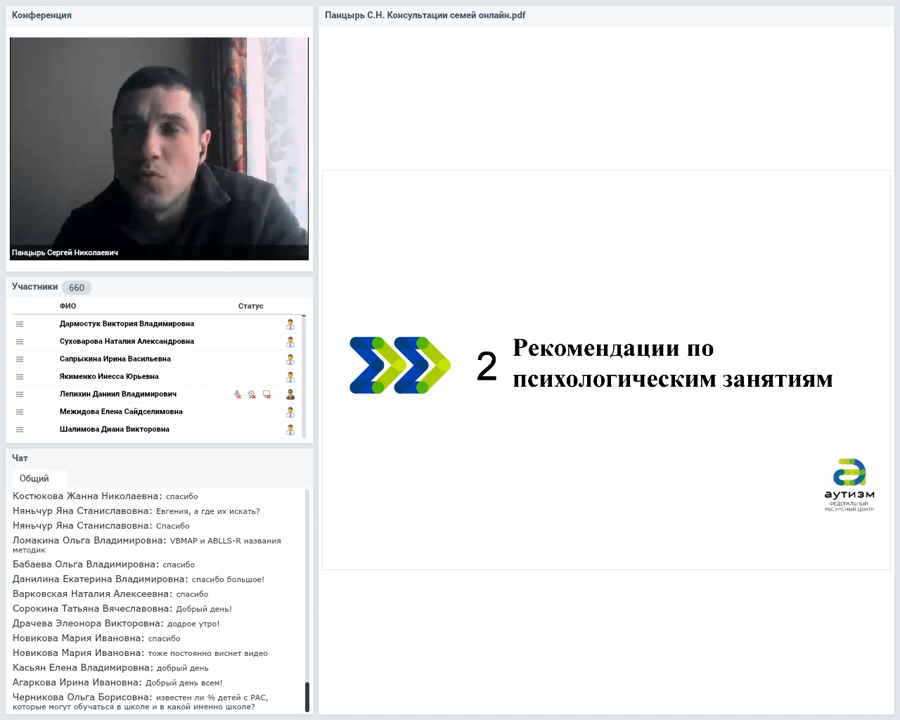 Конференция
Панцырь Сергей Николаевич
Участники 660
ФИО Статус
Дармостук Виктория Владимировна
Суховарова Наталия Александровна
Сапрыкина Ирина Васильевна
Якименко Инесса Юрьевна
Лепихин Даниил Владимирович
Межидова Елена Сайдселимовна
Шалимова Диана Викторовна
Чат
Общий
Костюкова Жанна Николаевна: спасибо
Няньчур Яна Станиславовна: Евгения, а где их искать?
Няньчур Яна Станиславовна: Спасибо
Ломакина Ольга Владимировна: VBMAP и ABLLS-R названия
методик
Бабаева Ольга Владимировна: спасибо
Данилина Екатерина Владимировна: спасибо большое!
Варковская Наталия Алексеевна: спасибо
Сорокина Татьяна Вячеславовна: Добрый день!
Драчева Элеонора Викторовна: додрое утро!
Новикова Мария Ивановна: спасибо
Новикова Мария Ивановна: тоже постоянно виснет видео
Касьян Елена Владимировна: добрый день
Агаркова Ирина Ивановна: Добрый день всем!
Черникова Ольга Борисовна: известен ли % детей с РАС,
которые могут обучаться в школе и в какой именно школе?
Панцырь С.Н. Консультации семей онлайн.pdf
2 Рекомендации по
психологическим занятиям
аутизм
ФЕДЕРАЛЬНЫЙ
РЕСУРСНЫЙ ЦЕНТР